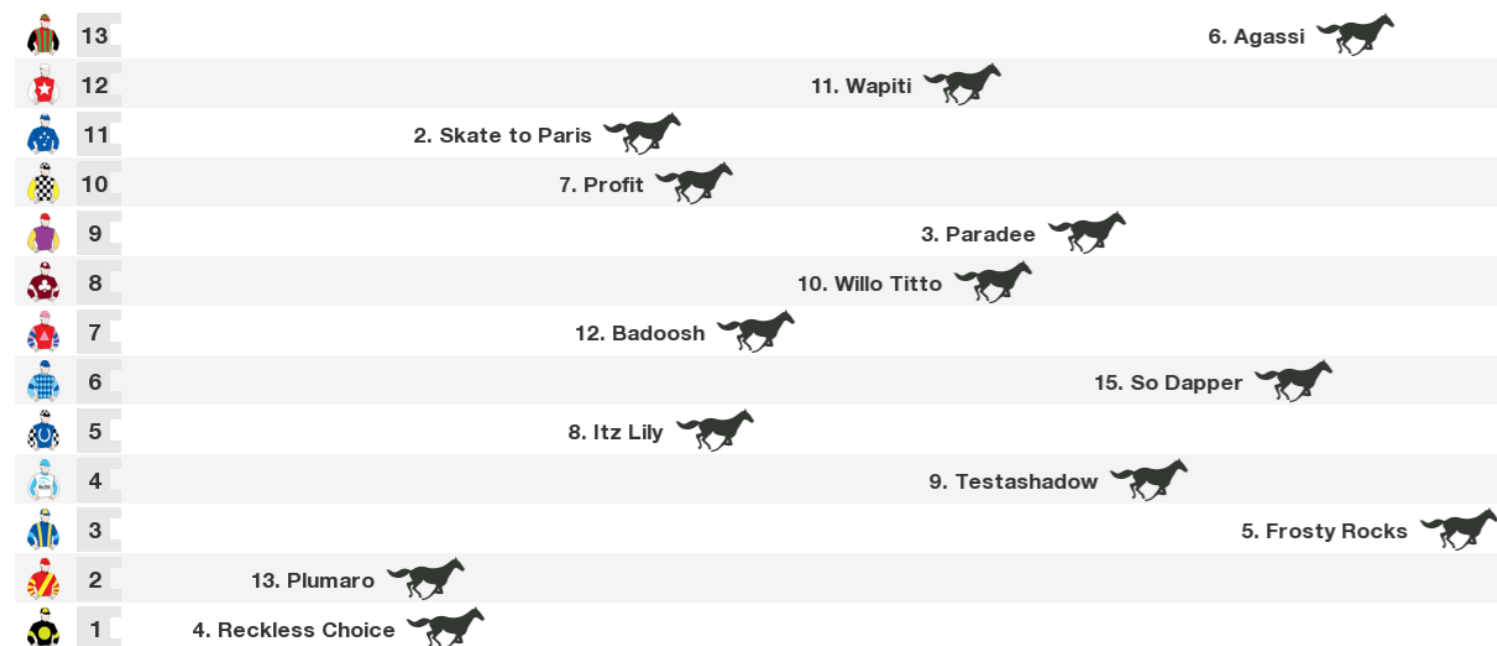 13 6. Agassi
12 11. Wapiti
11 2. Skate to Paris
10 7. Profit
9 3. Paradee
8 10. Willo Titto
7 12. Badoosh
6 15. So Dapper
5 8. Itz Lily
4 9. Testashadow
3 5. Frosty Rocks
2 13. Plumaro
1 4. Reckless Choice